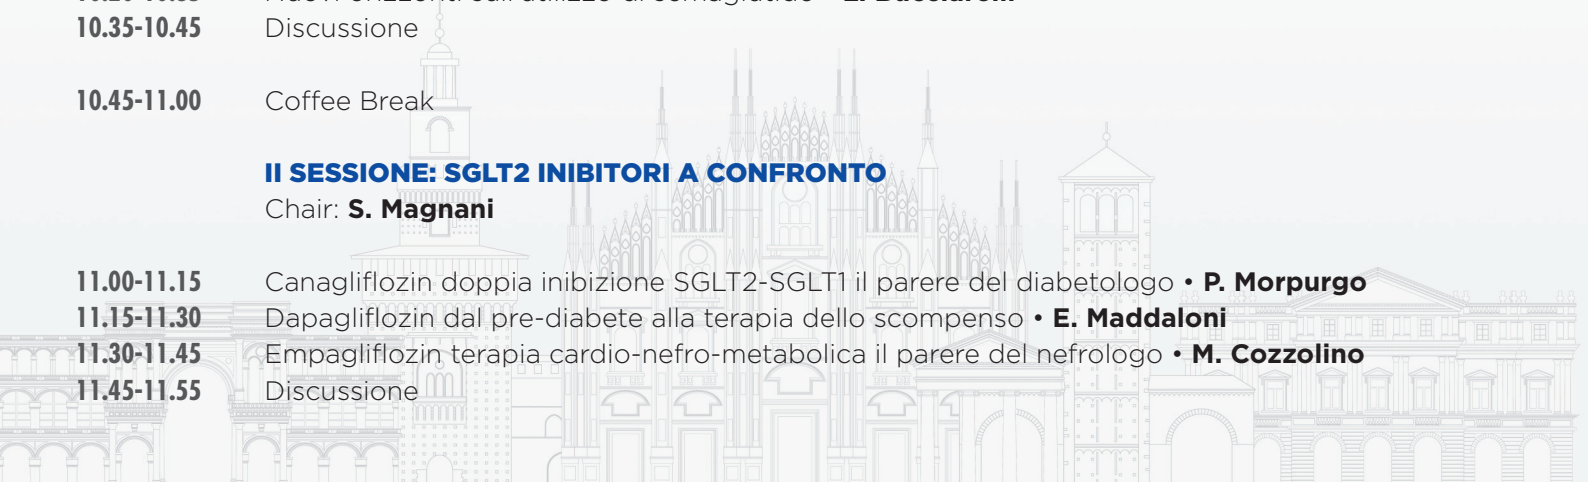 10.35-10.45 Discussione
10.45-11.00 Coffee Break
II SESSIONE: SGLT2 INIBITORI A CONFRONTO
Chair: S. Magnani
11.00-11.15 Canagliflozin doppia inibizione SGLT2-SGLT1 il parere del diabetologo • P. Morpurgo
11.15-11.30 Dapagliflozin dal pre-diabete alla terapia dello scompenso • E. Maddaloni
11.30-11.45 Empagliflozin terapia cardio-nefro-metabolica il parere del nefrologo • M. Cozzolino
11.45-11.55 Discussione